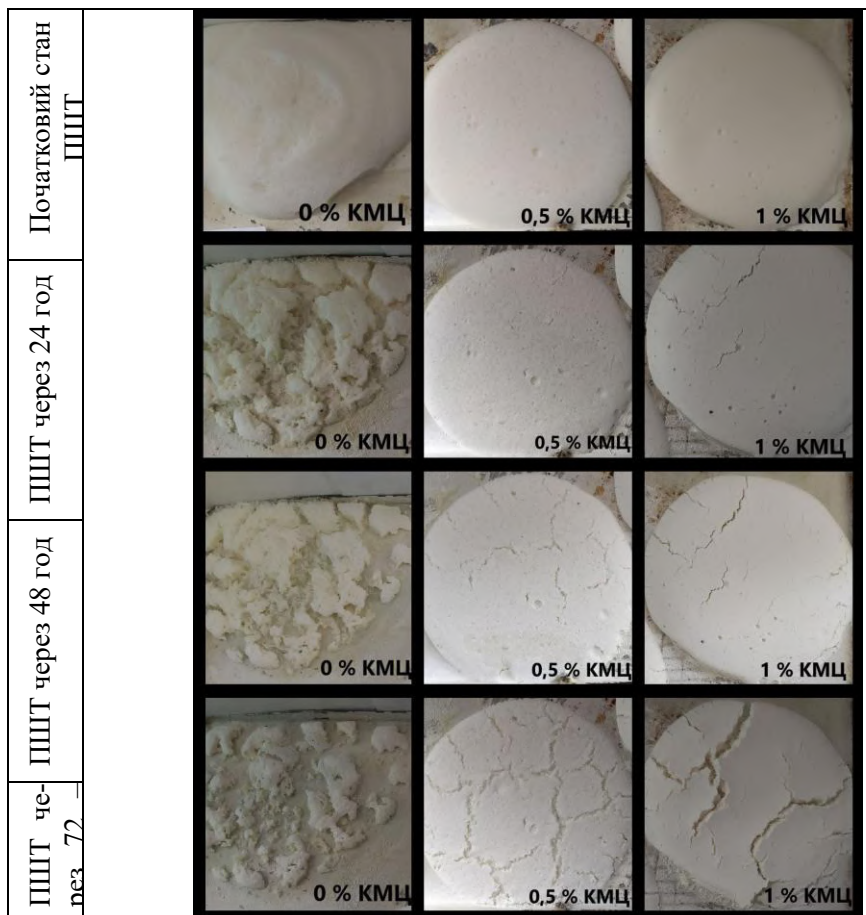 Початковий стан
ПШТ
0 % КМЦ
0,5 % КМЦ
1 % КМЦ
ПШТ через 24 год
0 % КМЦ
0,5 % КМЦ
1 % КМЦ
ПШТ через 48 год
0 % КМЦ
0,5 % КМЦ
1 % КМЦ
ПШТ че-
рез 72 –
0 % КМЦ
0,5 % КМЦ
1 % КМЦ